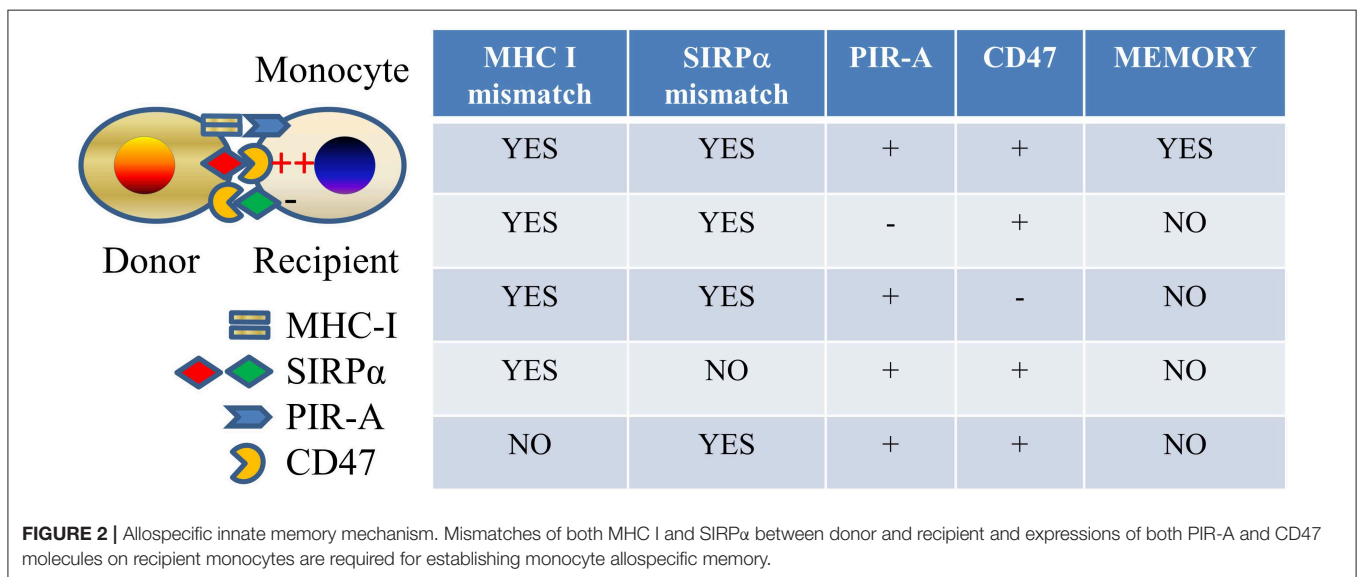 Monocyte
++
-
Donor Recipient
MHC-I
SIRPα
PIR-A
CD47
MHC I mismatch SIRPα mismatch PIR-A CD47 MEMORY
YES YES + + YES
YES YES - + NO
YES YES + - NO
YES NO + + NO
NO YES + + NO
FIGURE 2 | Allospecific innate memory mechanism. Mismatches of both MHC I and SIRPα between donor and recipient and expressions of both PIR-A and CD47
molecules on recipient monocytes are required for establishing monocyte allospecific memory.